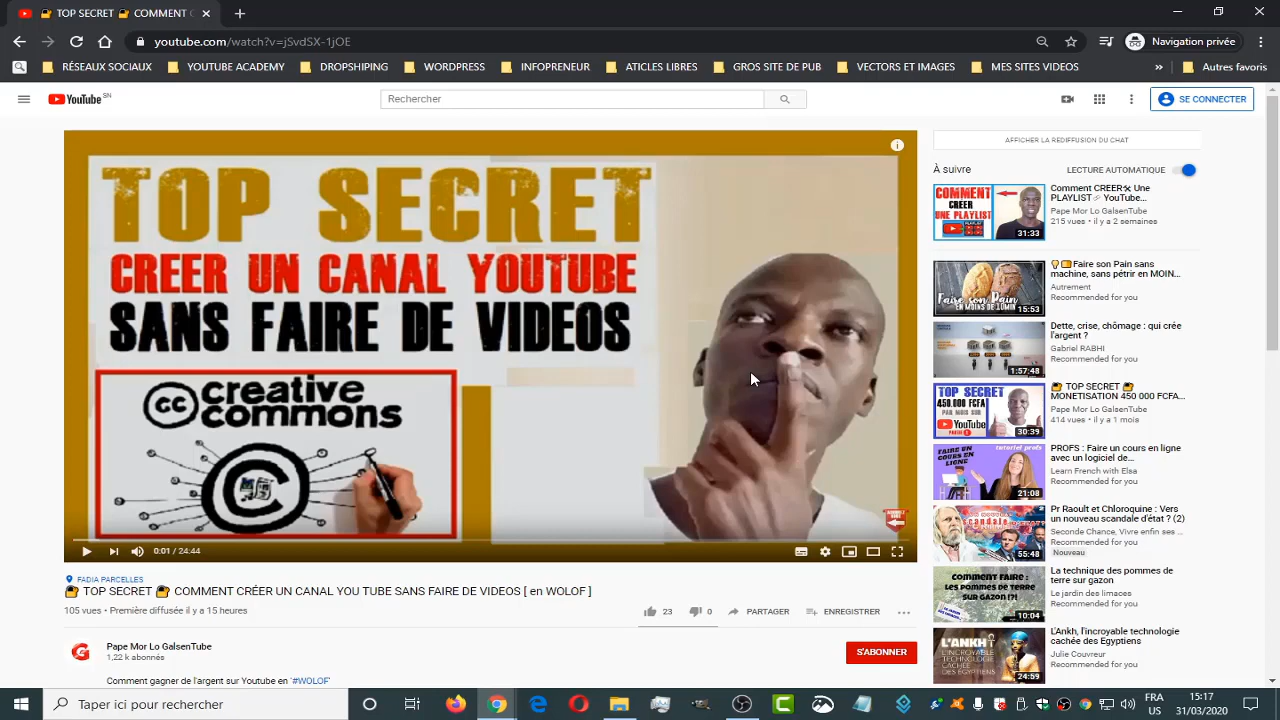 TOP SECRET COMMENT C
youtube.com/watch?v=jSvdSX-1jOE
Navigation privée
RÉSEAUX SOCIAUX
YOUTUBE ACADEMY
DROPSHIPING
WORDPRESS
INFOPRENEUR
ATICLES LIBRES
GROS SITE DE PUB
VECTORS ET IMAGES
MES SITES VIDEOS
»
Autres favoris
YouTube SN
Rechercher
SE CONNECTER
TOP SECRET
CREER UN CANAL YOUTUBE
SANS FAIRE DE VIDEOS
cc creative
commons
0:01 / 24:44
FADIA PARCELLES
TOP SECRET COMMENT CRÉER UN CANAL YOU TUBE SANS FAIRE DE VIDEOS [ en WOLOF ]
105 vues • Première diffusée il y a 15 heures
23
0
PARTAGER
ENREGISTRER
Pape Mor Lo GalsenTube
1,22 k abonnés
S'ABONNER
Comment gagner de l'argent sur Youtube en "#WOLOF"
AFFICHER LA REDIFFUSION DU CHAT
À suivre
LECTURE AUTOMATIQUE
COMMENT
CRÉER
UNE PLAYLIST
31:33
Comment CREER Une
PLAYLIST YouTube...
Pape Mor Lo GalsenTube
215 vues • il y a 2 semaines
Faire son Pain
EN MOINS DE 10MIN
15:53
Faire son Pain sans
machine, sans pétrir en MOIN...
Autrement
Recommended for you
1:57:48
Dette, crise, chômage : qui crée
l'argent ?
Gabriel RABHI
Recommended for you
TOP SECRET
450.000 FCFA
PAR MOIS SUR
YouTube
30:39
TOP SECRET
MONETISATION 450 000 FCFA...
Pape Mor Lo GalsenTube
414 vues • il y a 1 mois
FAIRE UN
COURS EN
LIGNE
tutoriel profs
21:08
PROFS : Faire un cours en ligne
avec un logiciel de...
Learn French with Elsa
Recommended for you
scandale
55:48
Pr Raoult et Chloroquine : Vers
un nouveau scandale d'état ? (2)
Seconde Chance, Vivre enfin ses ...
Recommended for you
Nouveau
COMMENT FAIRE :
LES POMMES DE TERRE
SUR GAZON !?!
10:04
La technique des pommes de
terre sur gazon
Le jardin des limaces
Recommended for you
L'ANKH
L'INCROYABLE
TECHNOLOGIE
CACHÉE
DES EGYPTIENS
24:59
L'Ankh, l'incroyable technologie
cachée des Egyptiens
Julie Couvreur
Recommended for you
Taper ici pour rechercher
FRA
US
15:17
31/03/2020